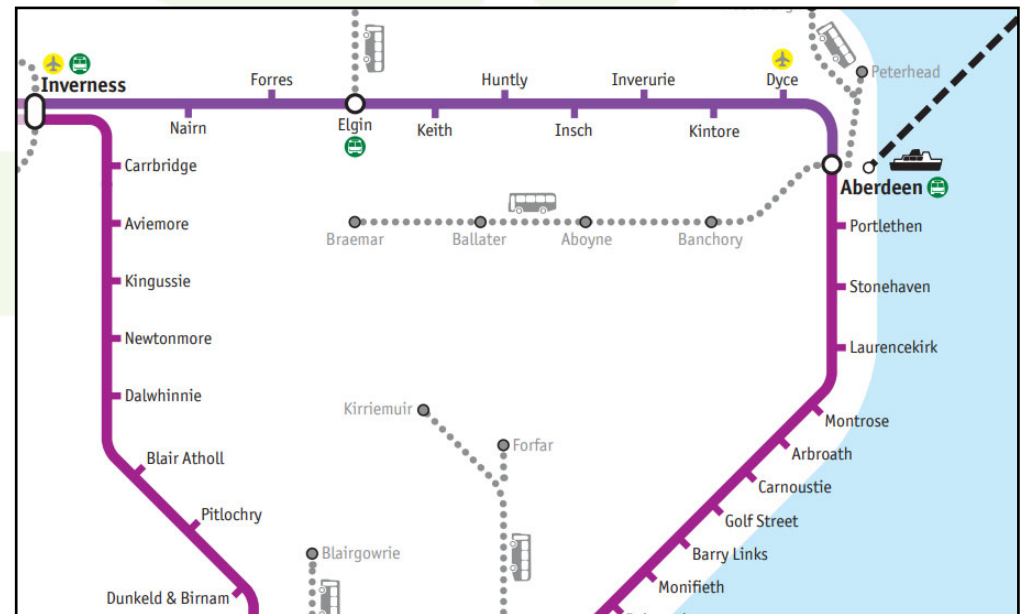 Peterhead
Inverness
Forres
Huntly
Inverurie
Dyce
Nairn
Elgin
Keith
Insch
Kintore
Carrbridge
Aberdeen
Aviemore
Portlethen
Braemar
Ballater
Aboyne
Banchory
Kingussie
Stonehaven
Newtonmore
Laurencekirk
Dalwhinnie
Kirriemuir
Montrose
Forfar
Arbroath
Blair Atholl
Carnoustie
Pitlochry
Golf Street
Blairgowrie
Barry Links
Monifieth
Dunkeld & Birnam